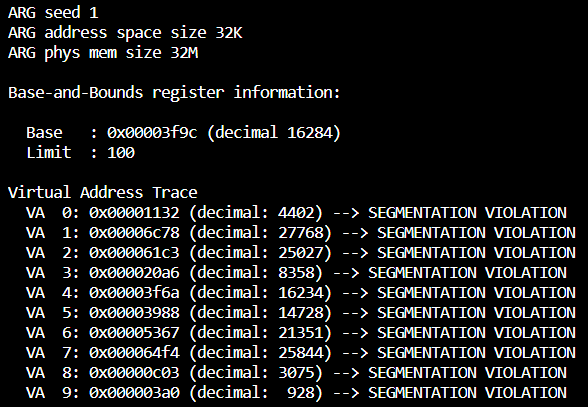 ARG seed 1
ARG address space size 32K
ARG phys mem size 32M
Base-and-Bounds register information:
Base   : 0x00003f9c (decimal 16284)
Limit  : 100
Virtual Address Trace
VA  0: 0x00001132 (decimal: 4402) --> SEGMENTATION VIOLATION
VA  1: 0x00006c78 (decimal: 27768) --> SEGMENTATION VIOLATION
VA  2: 0x000061c3 (decimal: 25027) --> SEGMENTATION VIOLATION
VA  3: 0x000020a6 (decimal: 8358) --> SEGMENTATION VIOLATION
VA  4: 0x00003f6a (decimal: 16234) --> SEGMENTATION VIOLATION
VA  5: 0x00003988 (decimal: 14728) --> SEGMENTATION VIOLATION
VA  6: 0x00005367 (decimal: 21351) --> SEGMENTATION VIOLATION
VA  7: 0x000064f4 (decimal: 25844) --> SEGMENTATION VIOLATION
VA  8: 0x00000c03 (decimal: 3075) --> SEGMENTATION VIOLATION
VA  9: 0x000003a0 (decimal:  928) --> SEGMENTATION VIOLATION